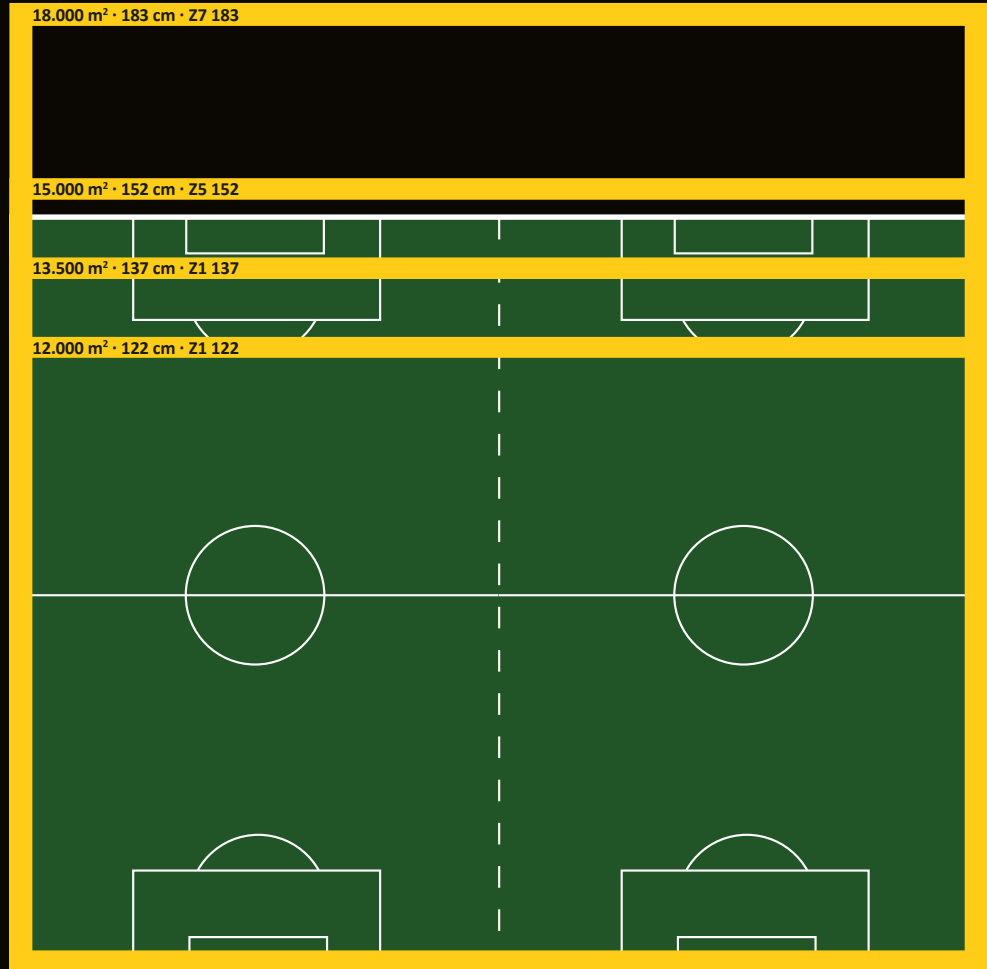 18.000 m² · 183 cm · Z7 183
15.000 m² · 152 cm · Z5 152
13.500 m² · 137 cm · Z1 137
12.000 m² · 122 cm · Z1 122